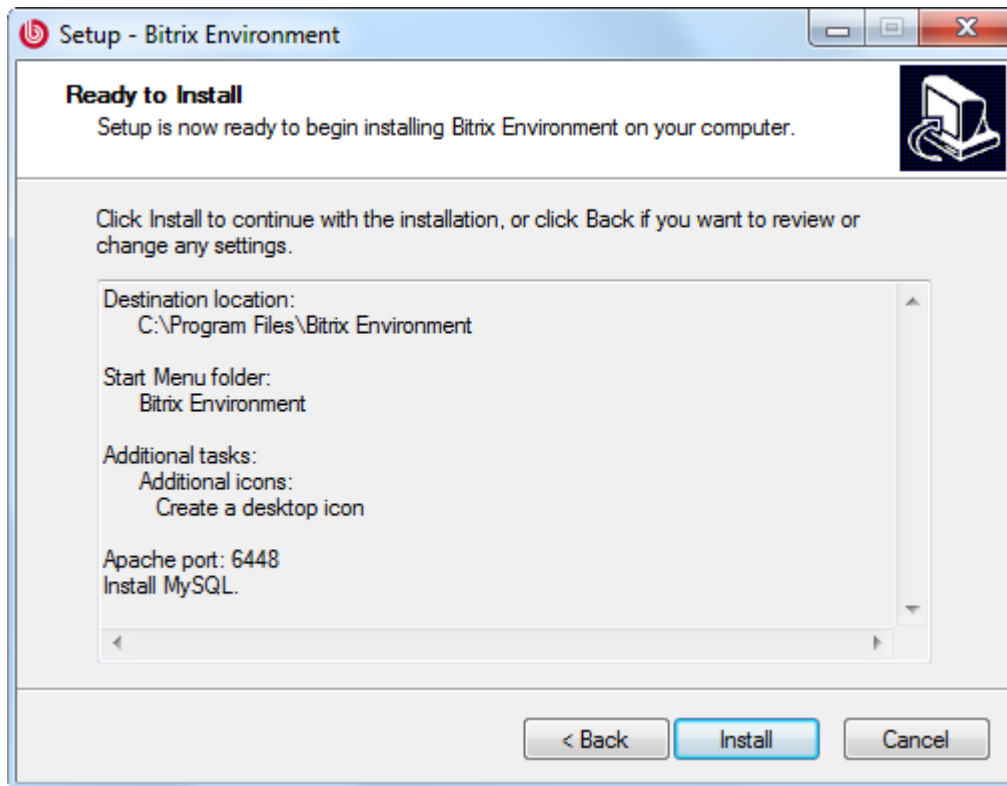 Setup - Bitrix Environment
Ready to Install
Setup is now ready to begin installing Bitrix Environment on your computer.
Click Install to continue with the installation, or click Back if you want to review or
change any settings.
Destination location:
C:\Program Files\Bitrix Environment
Start Menu folder:
Bitrix Environment
Additional tasks:
Additional icons:
Create a desktop icon
Apache port: 6448
Install MySQL.
< Back
Install
Cancel